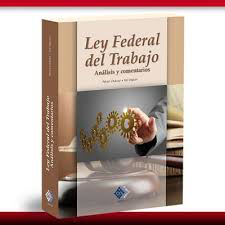 Ley Federal
del Trabajo
Análisis y comentarios
Ley Federal del Trabajo
Análisis y comentarios